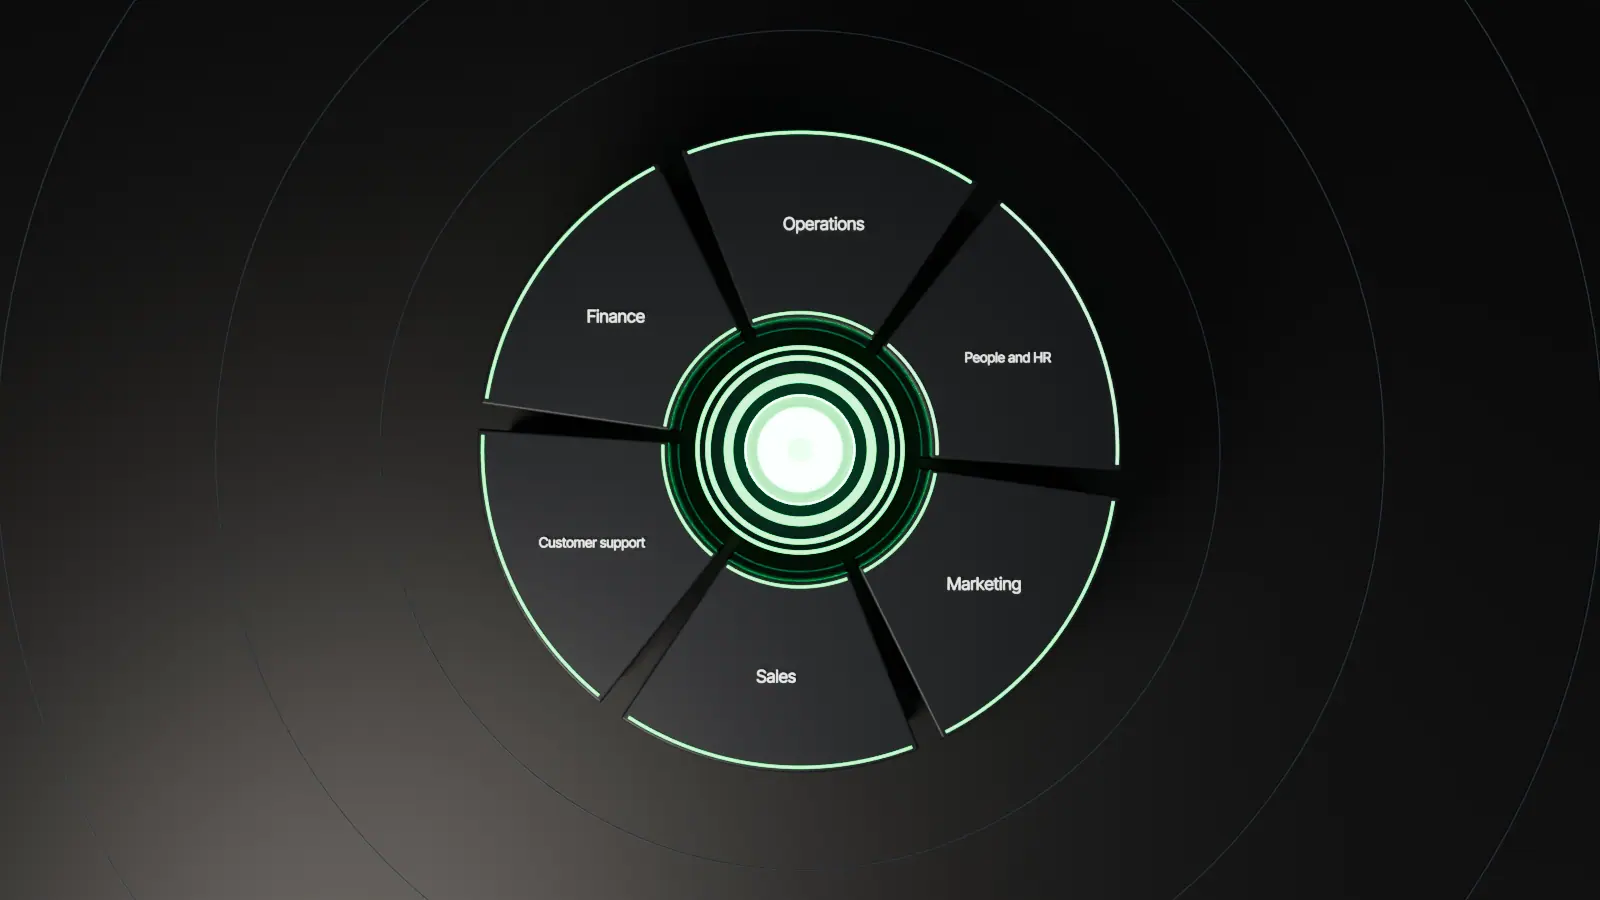 Operations
Finance
People and HR
Customer support
Marketing
Sales